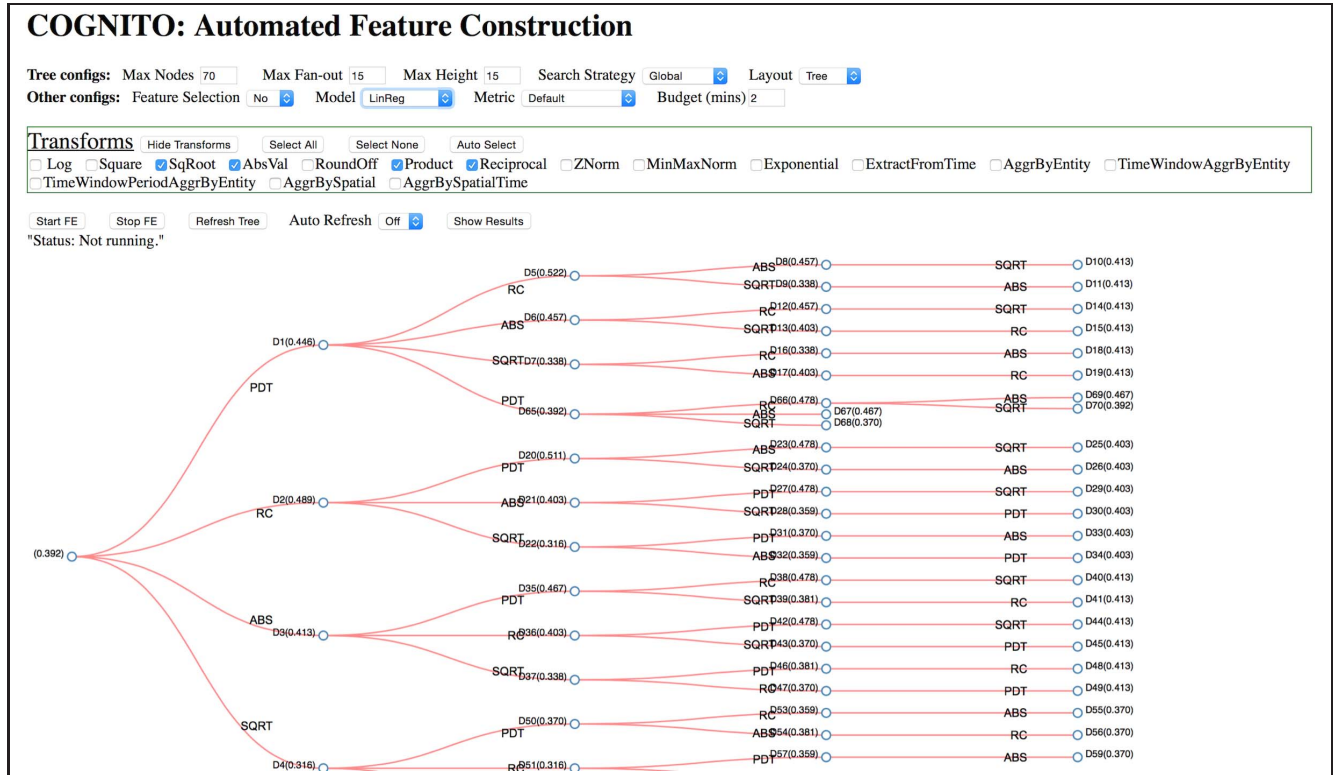 COGNITO: Automated Feature Construction
Tree configs: Max Nodes 70 Max Fan-out 15 Max Height 15 Search Strategy Global Layout Tree
Other configs: Feature Selection No Model LinReg Metric Default Budget (mins) 2
Transforms Hide Transforms Select All Select None Auto Select
Log Square SqRoot AbsVal RoundOff Product Reciprocal ZNorm MinMaxNorm Exponential ExtractFromTime AggrByEntity TimeWindowAggrByEntity
TimeWindowPeriodAggrByEntity AggrBySpatial AggrBySpatialTime
Start FE Stop FE Refresh Tree Auto Refresh Off Show Results
"Status: Not running."
ABS D8(0.457) SQRT D10(0.413)
D5(0.522)
SQRT D9(0.338) ABS D11(0.413)
RC
RC D12(0.457) SQRT D14(0.413)
ABS D6(0.457)
SQRT D13(0.403) RC D15(0.413)
D1(0.446)
RC D16(0.338) ABS D18(0.413)
SQRT D7(0.338)
ABS D17(0.403) RC D19(0.413)
PDT
PDT
RC D66(0.478) ABS D69(0.467)
SQRT D70(0.392)
D65(0.392) ABS D67(0.467)
SQRT D68(0.370)
ABS D23(0.478) SQRT D25(0.403)
D20(0.511)
PDT
SQRT D24(0.370) ABS D26(0.403)
PDT D27(0.478) SQRT D29(0.403)
D2(0.489) ABS D21(0.403)
RC
SQRT D28(0.359) PDT D30(0.403)
PDT D31(0.370) ABS D33(0.403)
SQRT D22(0.316)
(0.392)
ABS D32(0.359) PDT D34(0.403)
RC D38(0.478) SQRT D40(0.413)
D35(0.467)
PDT
SQRT D39(0.381) RC D41(0.413)
ABS
PDT D42(0.478) SQRT D44(0.413)
D3(0.413) RC D36(0.403)
SQRT D43(0.370) PDT D45(0.413)
PDT D46(0.381) RC D48(0.413)
SQRT D37(0.338)
RC D47(0.370) PDT D49(0.413)
RC D53(0.359) ABS D55(0.370)
SQRT
D50(0.370)
PDT
ABS D54(0.381) RC D56(0.370)
PDT D57(0.359) ABS D59(0.370)
D4(0.316) RC D51(0.316)